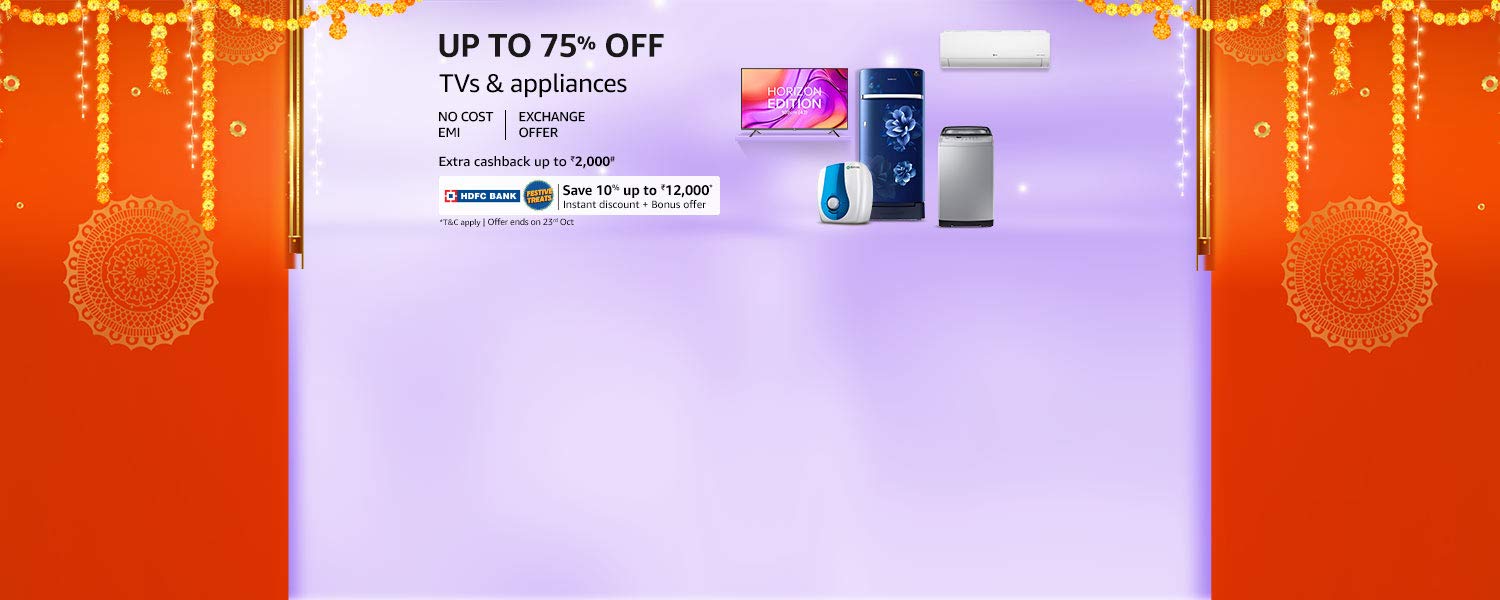 UP TO 75% OFF
TVs & appliances
NO COST
EMI
EXCHANGE
OFFER
Extra cashback up to ₹2,000#
HDFC BANK
FESTIVE
TREATS
Save 10% up to ₹12,000*
Instant discount + Bonus offer
*T&C apply | Offer ends on 23rd Oct
HORIZON
EDITION